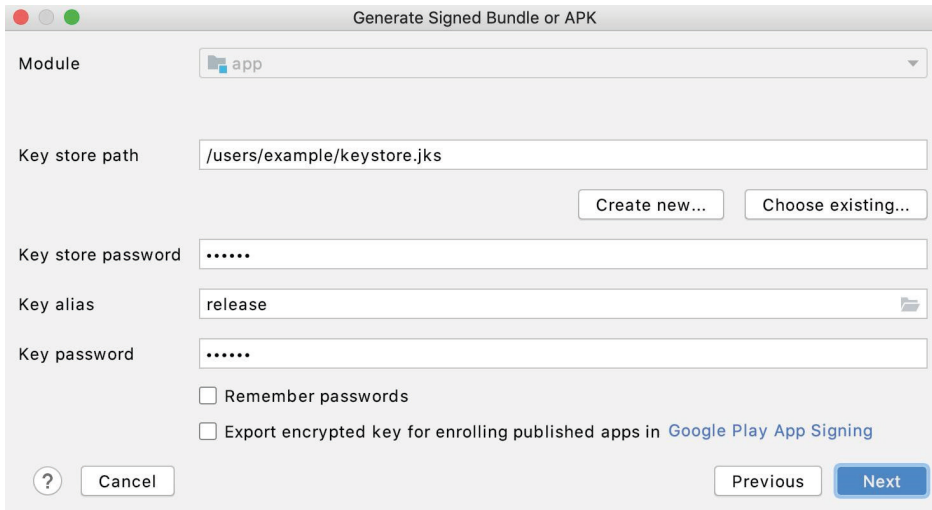 Generate Signed Bundle or APK
Module app
Key store path /users/example/keystore.jks
Create new... Choose existing...
Key store password ••••••
Key alias release
Key password ••••••
Remember passwords
Export encrypted key for enrolling published apps in Google Play App Signing
? Cancel Previous Next